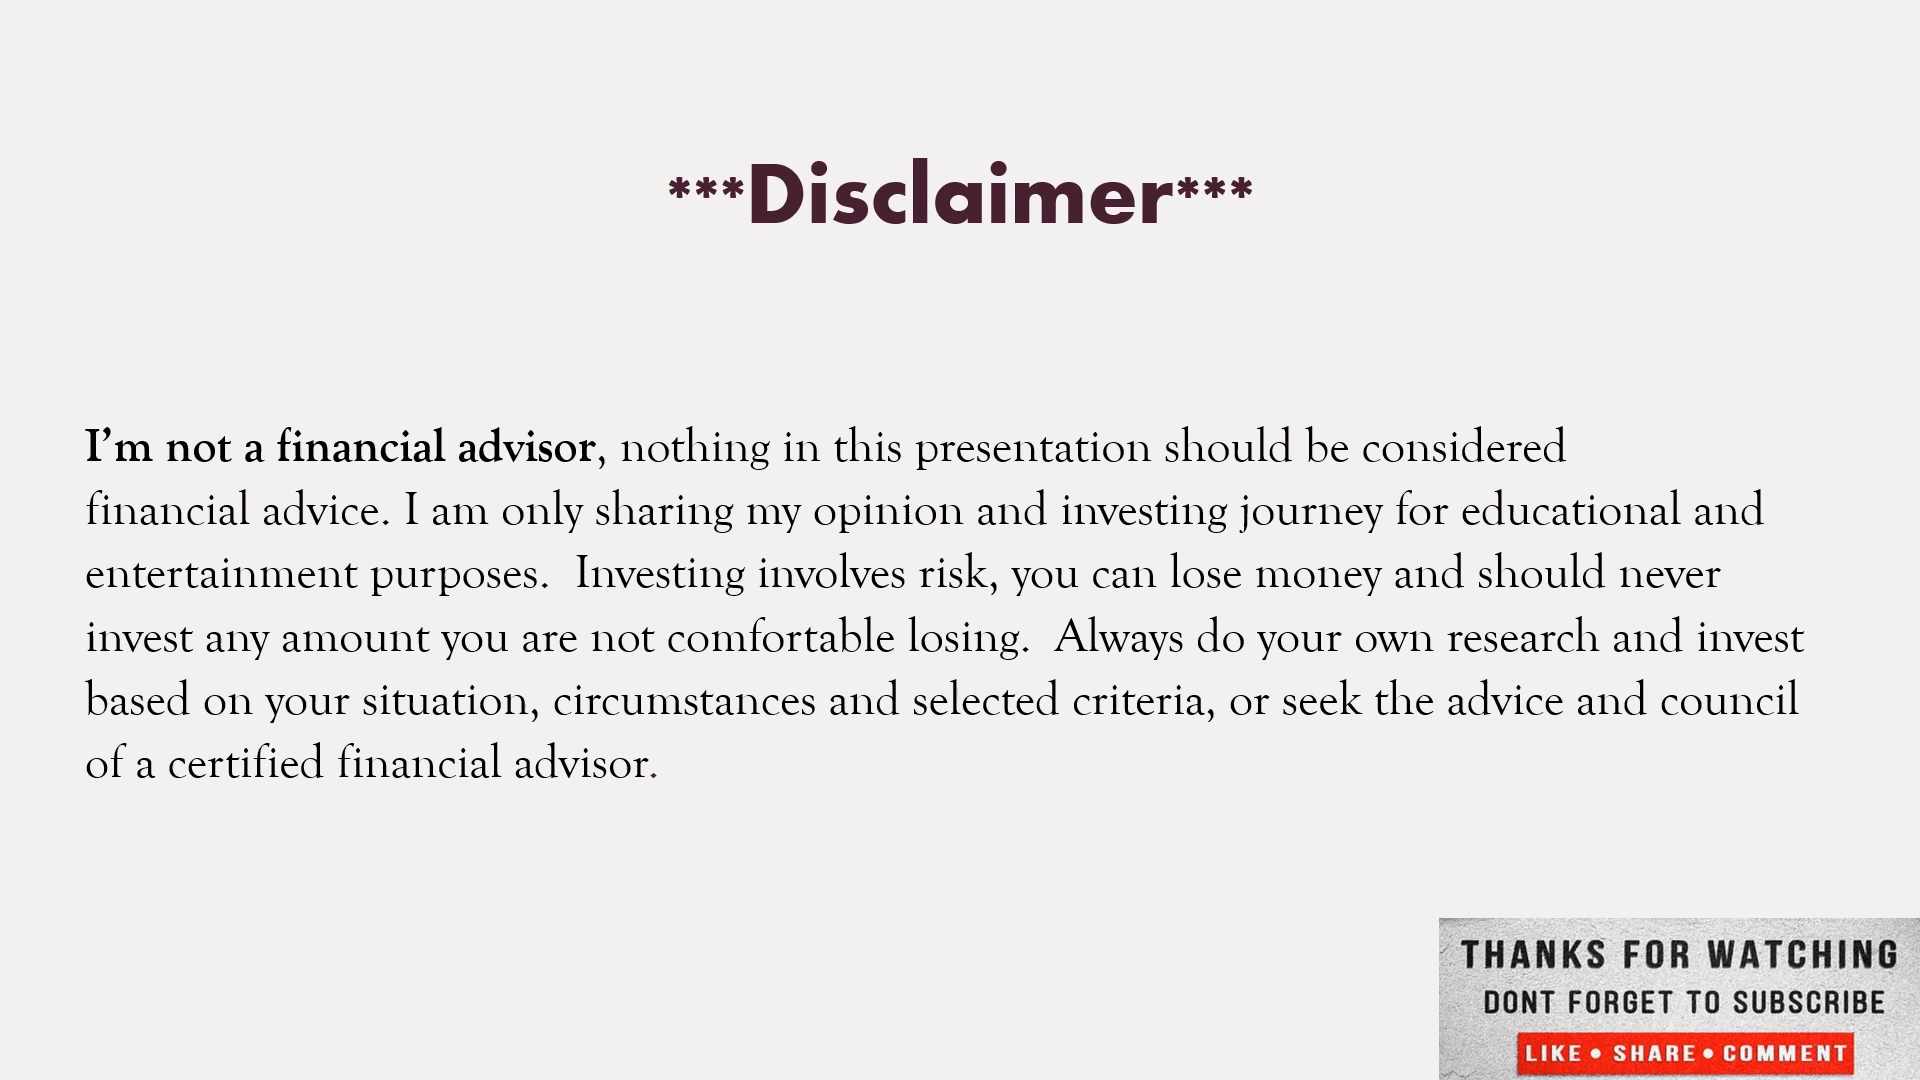 ***Disclaimer***
I’m not a financial advisor, nothing in this presentation should be considered
financial advice. I am only sharing my opinion and investing journey for educational and
entertainment purposes.  Investing involves risk, you can lose money and should never
invest any amount you are not comfortable losing.  Always do your own research and invest
based on your situation, circumstances and selected criteria, or seek the advice and council
of a certified financial advisor.
THANKS FOR WATCHING
DONT FORGET TO SUBSCRIBE
LIKE • SHARE • COMMENT